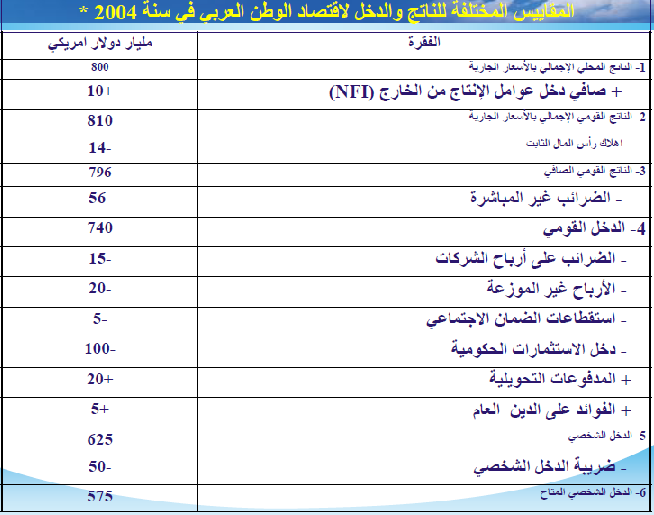 المقاييس المختلفة للناتج والدخل لاقتصاد الوطن العربي في سنة 2004 *
الفقرة مليار دولار امريكي
1- الناتج المحلي الإجمالي بالأسعار الجارية 800
+ صافي دخل عوامل الإنتاج من الخارج (NFI) 10+
2 الناتج القومي الإجمالي بالأسعار الجارية 810
اهلاك رأس المال الثابت 14-
3- الناتج القومي الصافي 796
- الضرائب غير المباشرة 56
4- الدخل القومي 740
- الضرائب على أرباح الشركات 15-
- الأرباح غير الموزعة 20-
- استقطاعات الضمان الاجتماعي 5-
- دخل الاستثمارات الحكومية 100-
+ المدفوعات التحويلية 20+
+ الفوائد على الدين العام 5+
5 الدخل الشخصي 625
- ضريبة الدخل الشخصي 50-
6- الدخل الشخصي المتاح 575